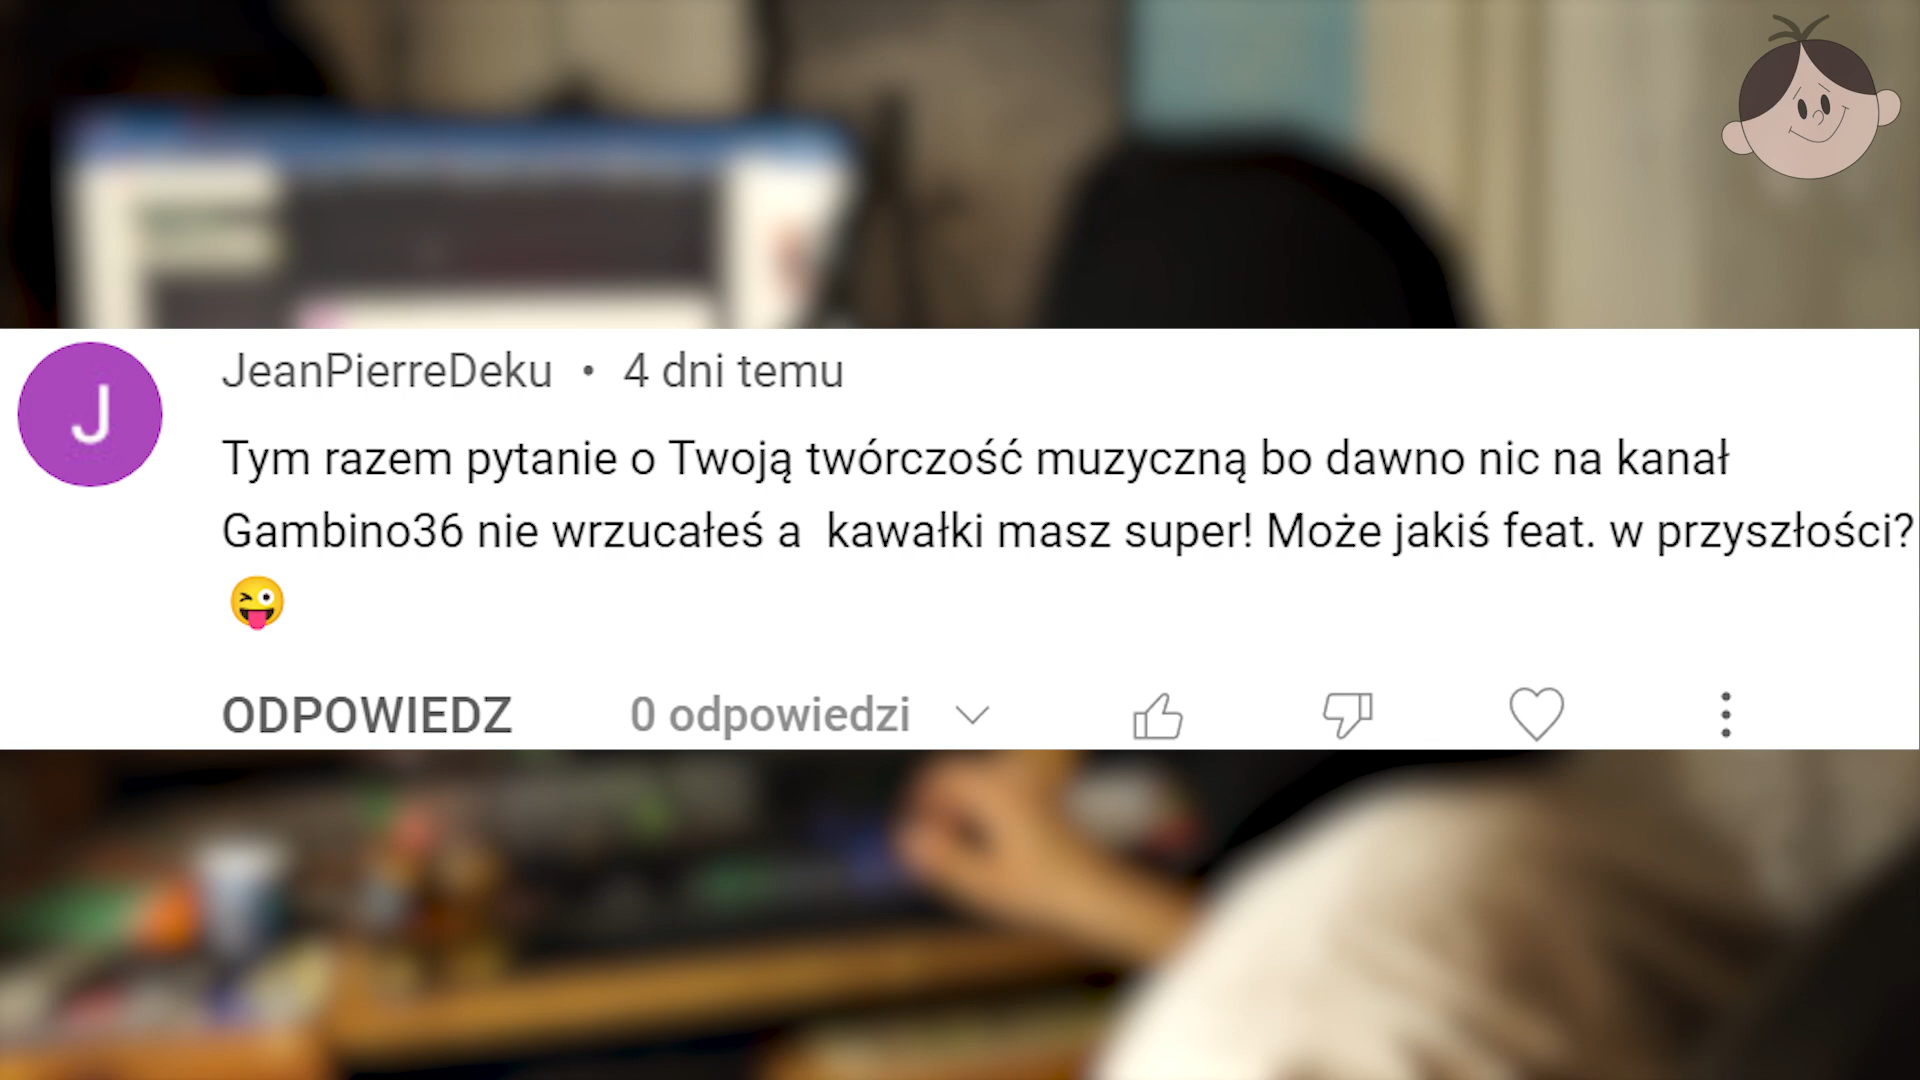 J
JeanPierreDeku • 4 dni temu
Tym razem pytanie o Twoją twórczość muzyczną bo dawno nic na kanał
Gambino36 nie wrzucałeś a  kawałki masz super! Może jakiś feat. w przyszłości?
😜
ODPOWIEDZ 0 odpowiedzi